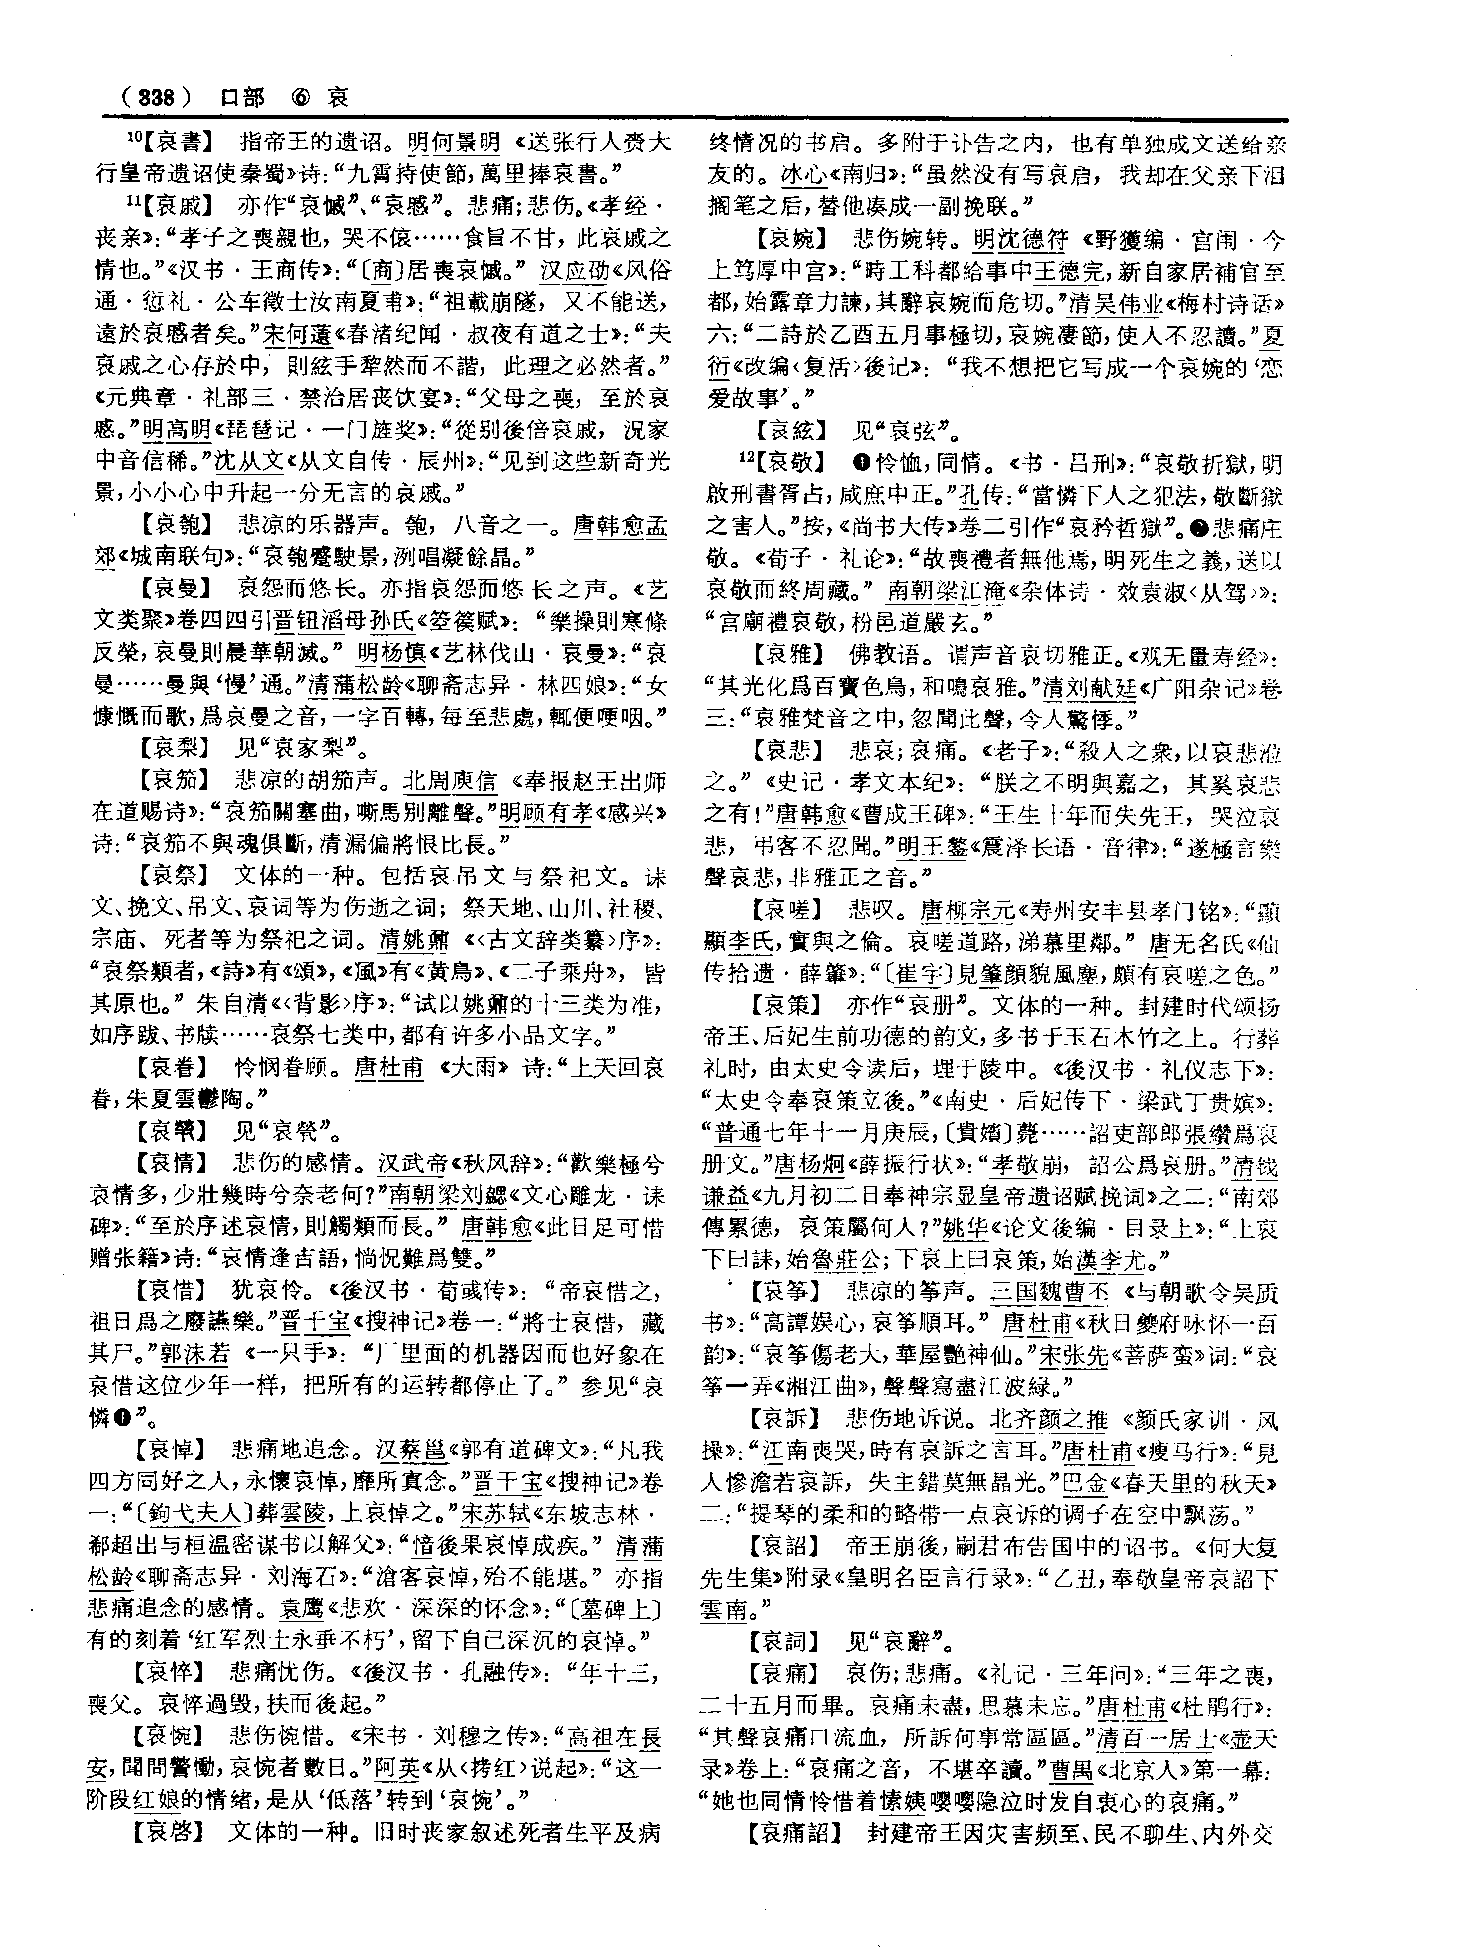 （338） 口部 ⑥ 哀
10【哀書】 指帝王的遗诏。明何景明《送张行人赍大
行皇帝遗诏使秦蜀》诗：“九霄持使節，萬里捧哀書。”
11【哀戚】 亦作“哀慽”、“哀慼”。悲痛；悲伤。《孝经·
丧亲》：“孝子之喪親也，哭不偯……食旨不甘，此哀戚之
情也。”《汉书·王商传》：“〔商〕居喪哀慽。” 汉应劭《风俗
通·愆礼·公车徵士汝南夏甫》：“祖載崩隧，又不能送，
遠於哀慼者矣。”宋何薳《春渚纪闻·叔夜有道之士》：“夫
哀戚之心存於中，則絃手犂然而不諧，此理之必然者。”
《元典章·礼部三·禁治居丧饮宴》：“父母之喪，至於哀
慼。”明高明《琵琶记·一门旌奖》：“從别後倍哀戚，况家
中音信稀。”沈从文《从文自传·辰州》：“见到这些新奇光
景，小小心中升起一分无言的哀戚。”
【哀匏】 悲凉的乐器声。匏，八音之一。唐韩愈孟
郊《城南联句》：“哀匏蹙駛景，冽唱凝餘晶。”
【哀曼】 哀怨而悠长。亦指哀怨而悠长之声。《艺
文类聚》卷四四引晋钮滔母孙氏《箜篌赋》：“樂操則寒條
反榮，哀曼則晨華朝滅。” 明杨慎《艺林伐山·哀曼》：“哀
曼……曼與‘慢’通。”清蒲松龄《聊斋志异·林四娘》：“女
慷慨而歌，爲哀曼之音，一字百轉，每至悲處，輒便哽咽。”
【哀梨】 见“哀家梨”。
【哀笳】 悲凉的胡笳声。北周庾信《奉报赵王出师
在道赐诗》：“哀笳關塞曲，嘶馬别離聲。”明顾有孝《感兴》
诗：“哀笳不與魂俱斷，清漏偏將恨比長。”
【哀祭】 文体的一种。包括哀吊文与祭祀文。诔
文、挽文、吊文、哀词等为伤逝之词；祭天地、山川、社稷、
宗庙、死者等为祭祀之词。清姚鼐《〈古文辞类纂〉序》：
“哀祭類者，《詩》有《頌》，《風》有《黄鳥》、《二子乘舟》，皆
其原也。” 朱自清《〈背影〉序》：“试以姚鼐的十三类为准，
如序跋、书牍……哀祭七类中，都有许多小品文字。”
【哀眷】 怜悯眷顾。唐杜甫《大雨》诗：“上天回哀
眷，朱夏雲鬱陶。”
【哀惸】 见“哀煢”。
【哀情】 悲伤的感情。汉武帝《秋风辞》：“歡樂極兮
哀情多，少壯幾時兮奈老何？”南朝梁刘勰《文心雕龙·诔
碑》：“至於序述哀情，則觸類而長。” 唐韩愈《此日足可惜
赠张籍》诗：“哀情逢吉語，惝怳難爲雙。”
【哀惜】 犹哀怜。《後汉书·荀彧传》：“帝哀惜之，
祖日爲之廢讌樂。”晋干宝《搜神记》卷一：“將士哀惜，藏
其尸。”郭沫若《一只手》：“厂里面的机器因而也好象在
哀惜这位少年一样，把所有的运转都停止了。” 参见“哀
憐❶”。
【哀悼】 悲痛地追念。汉蔡邕《郭有道碑文》：“凡我
四方同好之人，永懷哀悼，靡所寘念。”晋干宝《搜神记》卷
一：“〔鉤弋夫人〕葬雲陵，上哀悼之。”宋苏轼《东坡志林·
郗超出与桓温密谋书以解父》：“愔後果哀悼成疾。” 清蒲
松龄《聊斋志异·刘海石》：“滄客哀悼，殆不能堪。” 亦指
悲痛追念的感情。袁鹰《悲欢·深深的怀念》：“〔墓碑上〕
有的刻着‘红军烈士永垂不朽’，留下自己深沉的哀悼。”
【哀悴】 悲痛忧伤。《後汉书·孔融传》：“年十三，
喪父。哀悴過毁，扶而後起。”
【哀惋】 悲伤惋惜。《宋书·刘穆之传》：“高祖在長
安，聞問驚慟，哀惋者數日。”阿英《从〈拷红〉说起》：“这一
阶段红娘的情绪，是从‘低落’转到‘哀惋’。”
【哀啓】 文体的一种。旧时丧家叙述死者生平及病
终情况的书启。多附于讣告之内，也有单独成文送给亲
友的。冰心《南归》：“虽然没有写哀启，我却在父亲下泪
搁笔之后，替他凑成一副挽联。”
【哀婉】 悲伤婉转。明沈德符《野獲编·宫闱·今
上笃厚中宫》：“時工科都給事中王德完，新自家居補官至
都，始露章力諫，其辭哀婉而危切。”清吴伟业《梅村诗话》
六：“二詩於乙酉五月事極切，哀婉凄節，使人不忍讀。”夏
衍《改编〈复活〉後记》：“我不想把它写成一个哀婉的‘恋
爱故事’。”
【哀絃】 见“哀弦”。
12【哀敬】 ❶怜恤，同情。《书·吕刑》：“哀敬折獄，明
啟刑書胥占，咸庶中正。”孔传：“當憐下人之犯法，敬斷獄
之害人。”按，《尚书大传》卷二引作“哀矜哲獄”。❷悲痛庄
敬。《荀子·礼论》：“故喪禮者無他焉，明死生之義，送以
哀敬而終周藏。” 南朝梁江淹《杂体诗·效袁淑〈从驾〉》：
“宫廟禮哀敬，枌邑道嚴玄。”
【哀雅】 佛教语。谓声音哀切雅正。《观无量寿经》：
“其光化爲百寶色鳥，和鳴哀雅。”清刘献廷《广阳杂记》卷
三：“哀雅梵音之中，忽聞此聲，令人驚悸。”
【哀悲】 悲哀；哀痛。《老子》：“殺人之衆，以哀悲涖
之。” 《史记·孝文本纪》：“朕之不明與嘉之，其奚哀悲
之有！”唐韩愈《曹成王碑》：“王生十年而失先王，哭泣哀
悲，弔客不忍聞。”明王鏊《震泽长语·音律》：“遂極言樂
聲哀悲，非雅正之音。”
【哀嗟】 悲叹。唐柳宗元《寿州安丰县孝门铭》：“顯
顯李氏，實與之倫。哀嗟道路，涕慕里鄰。” 唐无名氏《仙
传拾遗·薛肇》：“〔崔宇〕見肇顔貌風塵，頗有哀嗟之色。”
【哀策】 亦作“哀册”。文体的一种。封建时代颂扬
帝王、后妃生前功德的韵文，多书于玉石木竹之上。行葬
礼时，由太史令读后，埋于陵中。《後汉书·礼仪志下》：
“太史令奉哀策立後。”《南史·后妃传下·梁武丁贵嫔》：
“普通七年十一月庚辰，〔貴嬪〕薨……詔吏部郎張纘爲哀
册文。”唐杨炯《薛振行状》：“孝敬崩，詔公爲哀册。”清钱
谦益《九月初二日奉神宗显皇帝遗诏赋挽词》之二：“南郊
傳累德，哀策屬何人？”姚华《论文後编·目录上》：“上哀
下曰誄，始魯莊公；下哀上曰哀策，始漢李尤。”
【哀筝】 悲凉的筝声。三国魏曹丕《与朝歌令吴质
书》：“高譚娱心，哀筝順耳。” 唐杜甫《秋日夔府咏怀一百
韵》：“哀筝傷老大，華屋艷神仙。”宋张先《菩萨蛮》词：“哀
筝一弄《湘江曲》，聲聲寫盡江波緑。”
【哀訴】 悲伤地诉说。北齐颜之推《颜氏家训·风
操》：“江南喪哭，時有哀訴之言耳。”唐杜甫《瘦马行》：“見
人慘澹若哀訴，失主錯莫無晶光。”巴金《春天里的秋天》
二：“提琴的柔和的略带一点哀诉的调子在空中飘荡。”
【哀詔】 帝王崩後，嗣君布告国中的诏书。《何大复
先生集》附录《皇明名臣言行录》：“乙丑，奉敬皇帝哀詔下
雲南。”
【哀詞】 见“哀辭”。
【哀痛】 哀伤；悲痛。《礼记·三年问》：“三年之喪，
二十五月而畢。哀痛未盡，思慕未忘。”唐杜甫《杜鹃行》：
“其聲哀痛口流血，所訴何事常區區。”清百一居士《壶天
录》卷上：“哀痛之音，不堪卒讀。”曹禺《北京人》第一幕：
“她也同情怜惜着愫姨嘤嘤隐泣时发自衷心的哀痛。”
【哀痛詔】 封建帝王因灾害频至、民不聊生、内外交